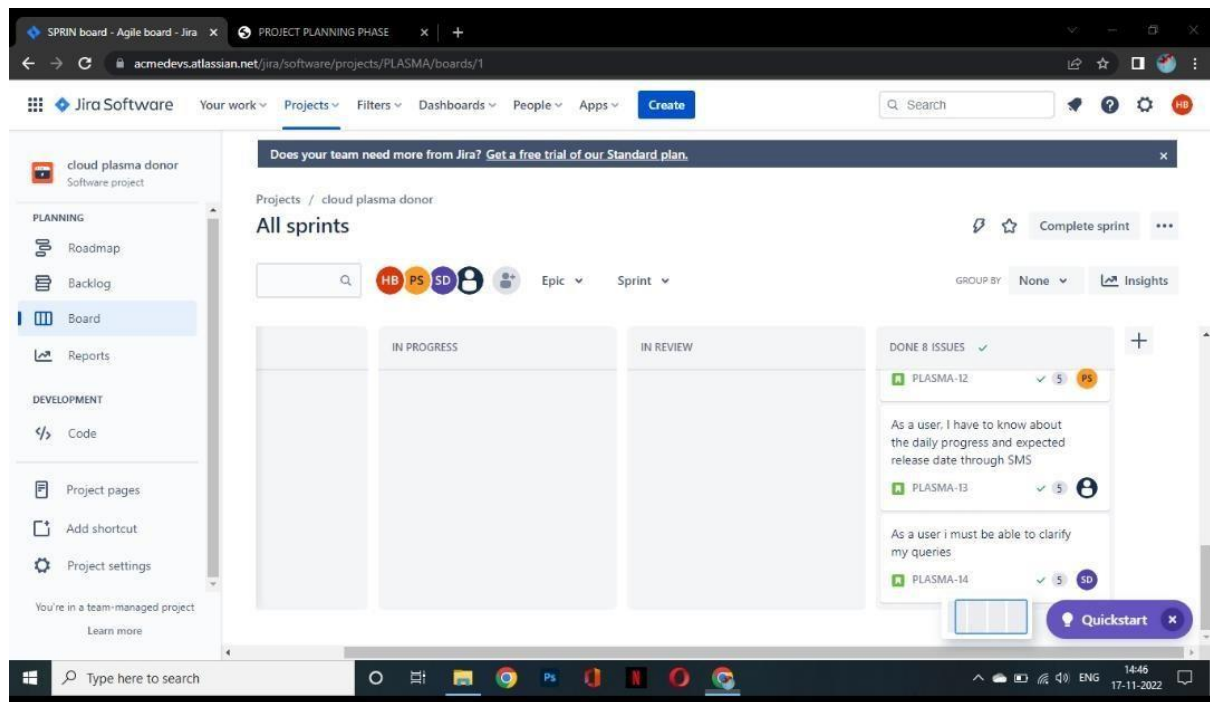 SPRIN board - Agile board - Jira
PROJECT PLANNING PHASE
acmedevs.atlassian.net/jira/software/projects/PLASMA/boards/1
Jira Software Your work Projects Filters Dashboards People Apps Create Search HB
Does your team need more from Jira? Get a free trial of our Standard plan.
cloud plasma donor
Software project
PLANNING
Roadmap
Backlog
Board
Reports
DEVELOPMENT
Code
Project pages
Add shortcut
Project settings
You're in a team-managed project
Learn more
Projects / cloud plasma donor
All sprints
Complete sprint
HB PS SD Epic Sprint
GROUP BY None Insights
IN PROGRESS
IN REVIEW
DONE 8 ISSUES
PLASMA-12 5 PS
As a user, I have to know about
the daily progress and expected
release date through SMS
PLASMA-13 5
As a user i must be able to clarify
my queries
PLASMA-14 5 SD
Quickstart
Type here to search
Ps
N
ENG
14:46
17-11-2022